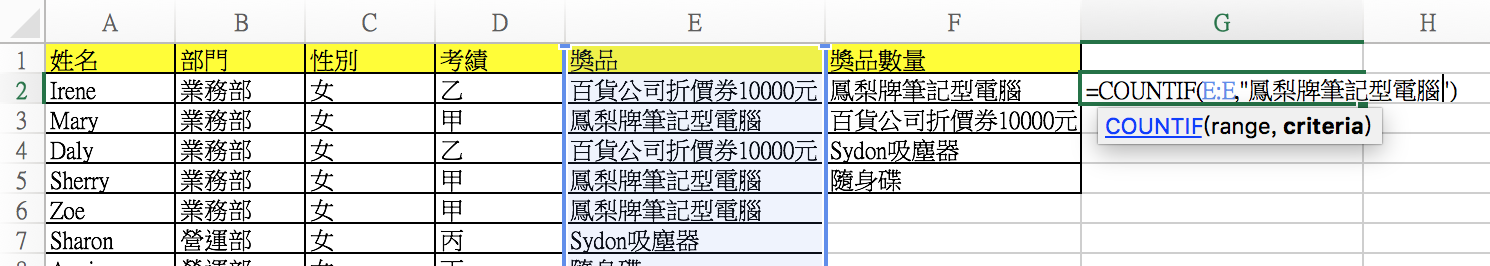 A B C D E F G H
1 姓名 部門 性別 考績 獎品 獎品數量
2 Irene 業務部 女 乙 百貨公司折價券10000元 鳳梨牌筆記型電腦 =COUNTIF(E:E,"鳳梨牌筆記型電腦")
3 Mary 業務部 女 甲 鳳梨牌筆記型電腦 百貨公司折價券10000元 COUNTIF(range, criteria)
4 Daly 業務部 女 乙 百貨公司折價券10000元 Sydon吸塵器
5 Sherry 業務部 女 甲 鳳梨牌筆記型電腦 隨身碟
6 Zoe 業務部 女 甲 鳳梨牌筆記型電腦
7 Sharon 營運部 女 丙 Sydon吸塵器